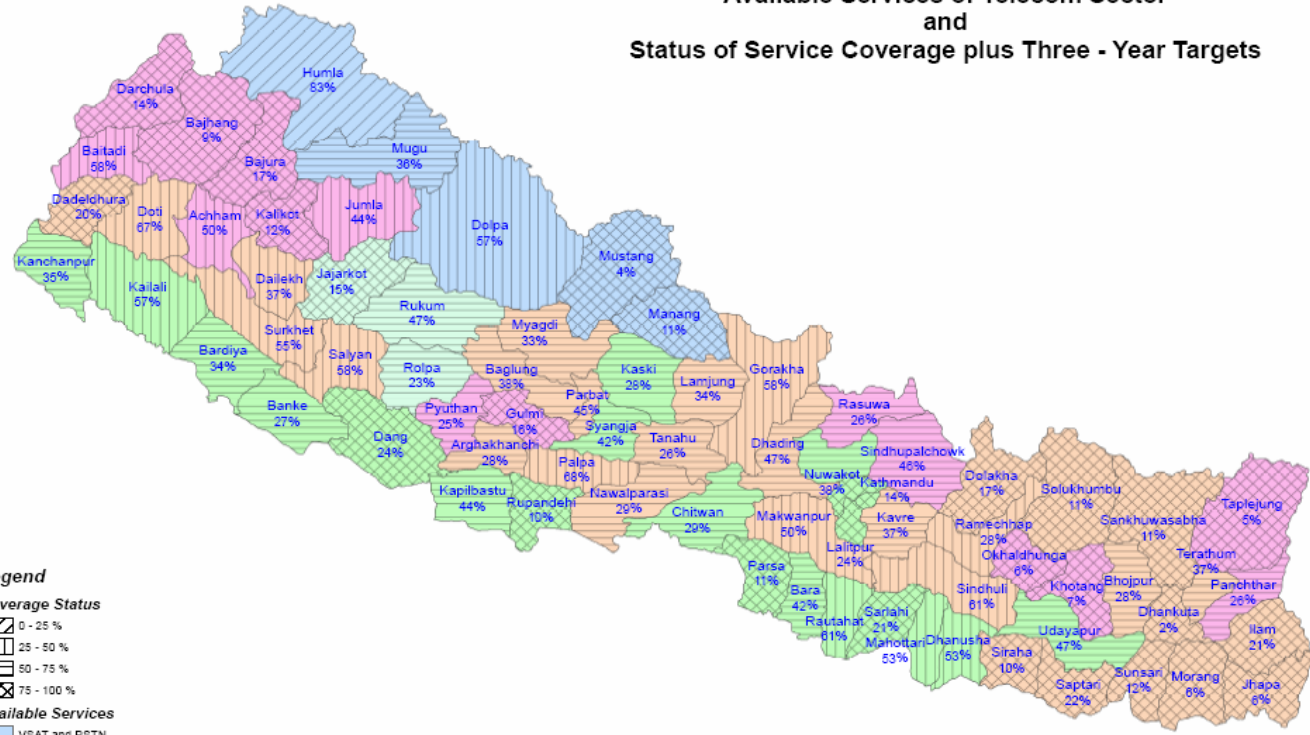 and
Status of Service Coverage plus Three - Year Targets
Humla
83%
Darchula
14%
Bajhang
9%
Mugu
36%
Baitadi
58%
Bajura
17%
Dadeldhura
20%
Doti
67%
Achham
50%
Kalikot
12%
Jumla
44%
Dolpa
57%
Mustang
4%
Kanchanpur
35%
Kailali
57%
Dailekh
37%
Jajarkot
15%
Rukum
47%
Manang
11%
Surkhet
55%
Myagdi
33%
Bardiya
34%
Salyan
58%
Rolpa
23%
Baglung
38%
Kaski
28%
Lamjung
34%
Gorakha
58%
Parbat
45%
Banke
27%
Pyuthan
25%
Gulmi
16%
Syangja
42%
Rasuwa
26%
Dang
24%
Arghakhanchi
28%
Tanahu
26%
Dhading
47%
Sindhupalchowk
46%
Palpa
68%
Nuwakot
38%
Kathmandu
14%
Dolakha
17%
Kapilbastu
44%
Rupandehi
10%
Nawalparasi
29%
Chitwan
29%
Makwanpur
50%
Kavre
37%
Solukhumbu
11%
Taplejung
5%
Ramechhap
28%
Sankhuwasabha
11%
Lalitpur
24%
Okhaldhunga
6%
Terathum
37%
Parsa
11%
Bara
42%
Sindhuli
61%
Khotang
7%
Bhojpur
28%
Panchthar
26%
Rautahat
61%
Sarlahi
21%
Mahottari
53%
Dhanusha
53%
Udayapur
47%
Dhankuta
2%
Ilam
21%
Siraha
10%
Saptari
22%
Sunsari
12%
Morang
6%
Jhapa
6%
gend
verage Status
0 - 25 %
25 - 50 %
50 - 75 %
75 - 100 %
ailable Services